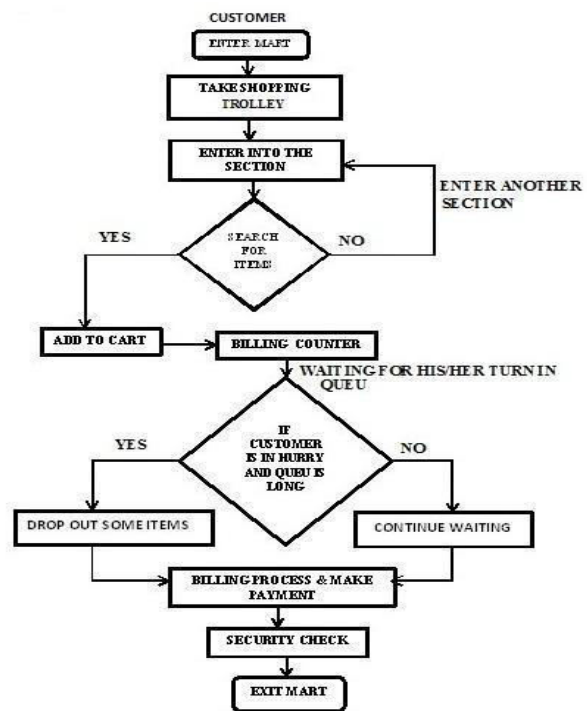 CUSTOMER
ENTER MART
TAKE SHOPPING
TROLLEY
ENTER INTO THE
SECTION
ENTER ANOTHER
SECTION
YES
SEARCH
FOR
ITEMS
NO
ADD TO CART
BILLING COUNTER
WAITING FOR HIS/HER TURN IN
QUEU
YES
IF
CUSTOMER
IS IN HURRY
AND QUEU IS
LONG
NO
DROP OUT SOME ITEMS
CONTINUE WAITING
BILLING PROCESS & MAKE
PAYMENT
SECURITY CHECK
EXIT MART